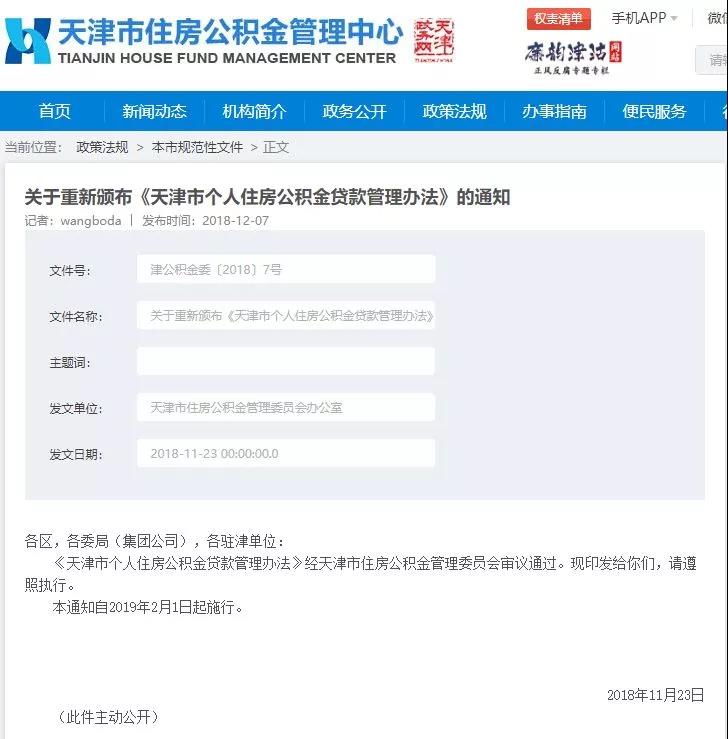 天津市住房公积金管理中心
TIANJIN HOUSE FUND MANAGEMENT CENTER
天津
政务网
权责清单
手机APP
廉韵津沽
网站
正风反腐专题专栏
首页
新闻动态
机构简介
政务公开
政策法规
办事指南
便民服务
当前位置: 政策法规 > 本市规范性文件 > 正文
关于重新颁布《天津市个人住房公积金贷款管理办法》的通知
记者: wangboda | 发布时间: 2018-12-07
文件号: 津公积金委〔2018〕7号
文件名称: 关于重新颁布《天津市个人住房公积金贷款管理办法》
主题词:
发文单位: 天津市住房公积金管理委员会办公室
发文日期: 2018-11-23 00:00:00.0
各区，各委局（集团公司），各驻津单位：
《天津市个人住房公积金贷款管理办法》经天津市住房公积金管理委员会审议通过。现印发给你们，请遵
照执行。
本通知自2019年2月1日起施行。
2018年11月23日
（此件主动公开）